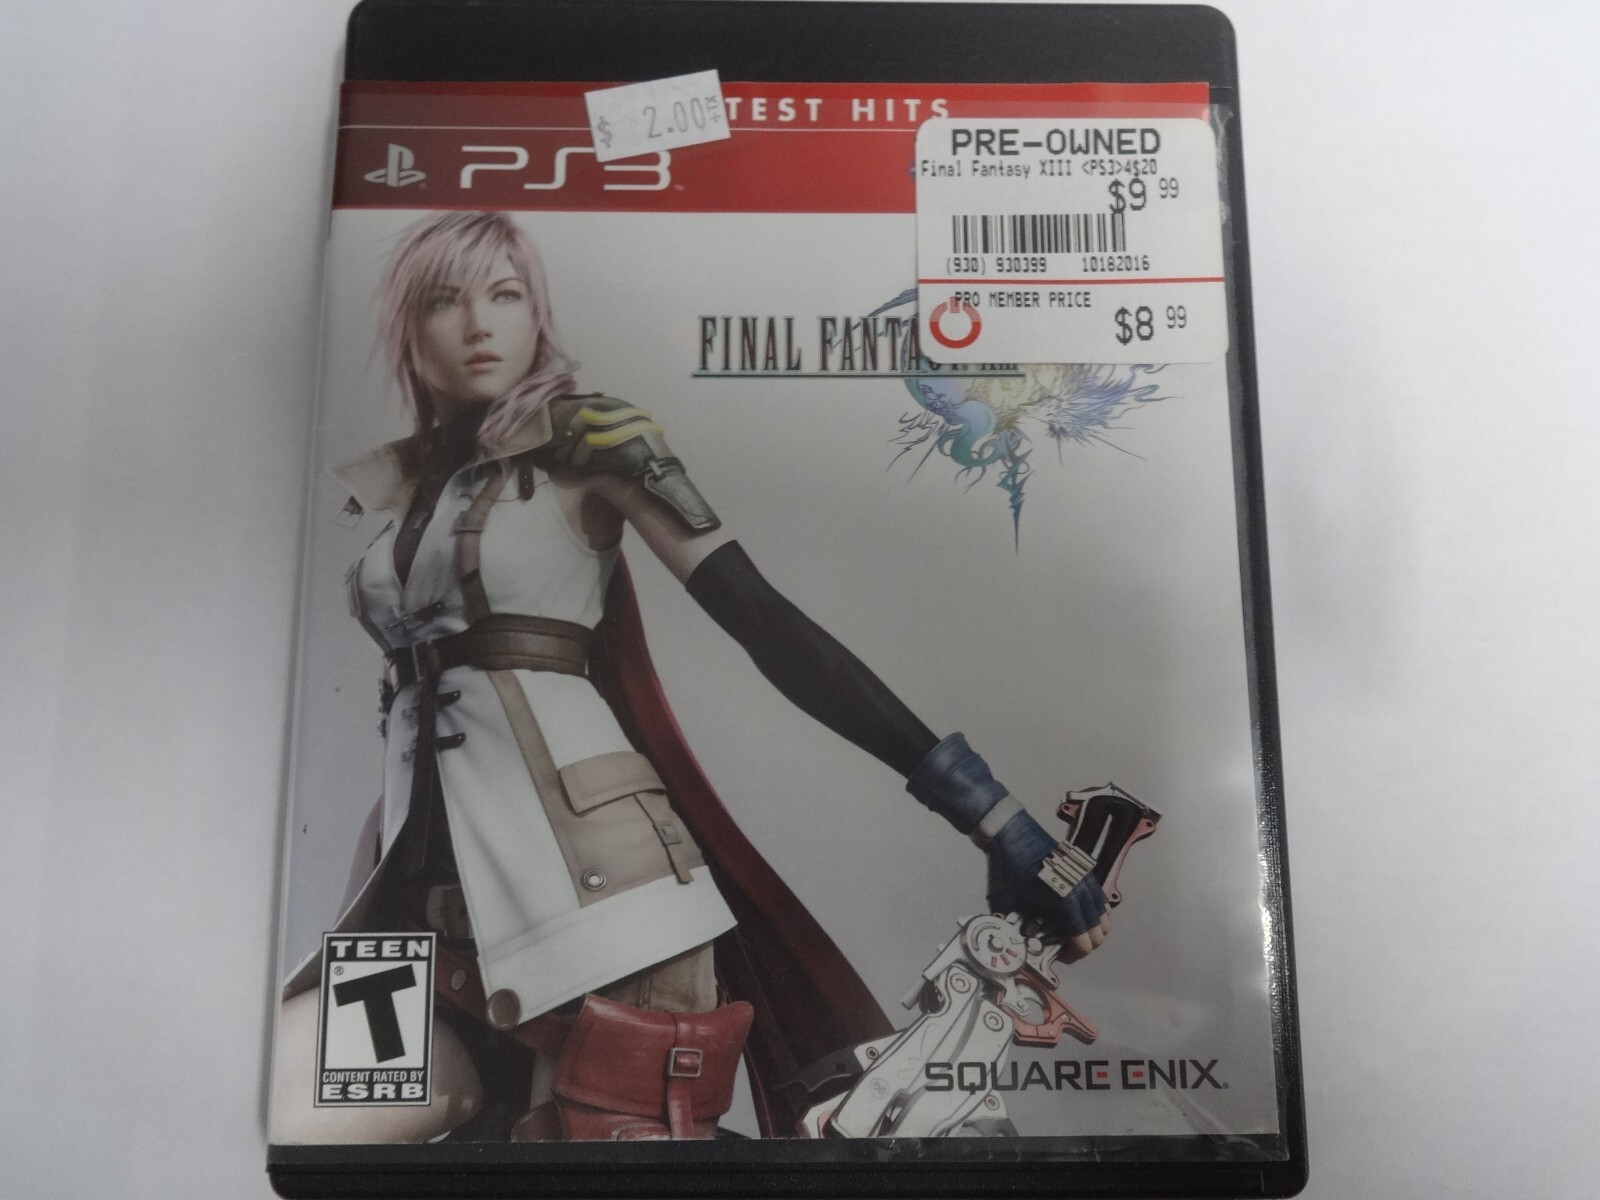 TEST HITS
$ 2.00 +TX
PS3
PRE-OWNED
Final Fantasy XIII <PS3>4$20
$9 99
(930) 930399 10182016
PRO MEMBER PRICE
$8 99
FINAL FANTA
TEEN
T
CONTENT RATED BY
ESRB
SQUARE ENIX